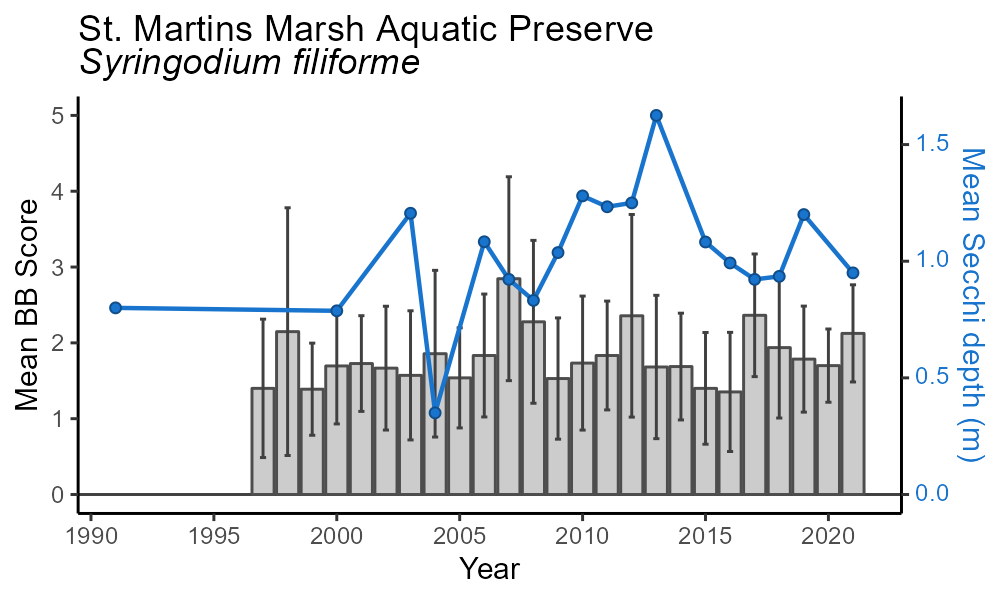 St. Martins Marsh Aquatic Preserve
Syringodium filiforme
5
4
3
2
1
0
Mean BB Score
1.5
1.0
0.5
0.0
Mean Secchi depth (m)
1990 1995 2000 2005 2010 2015 2020
Year